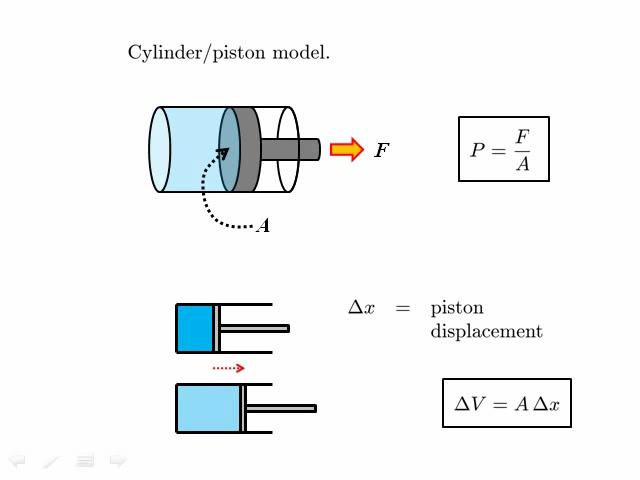 Cylinder/piston model.
F
P = F/A
A
Δx = piston
displacement
ΔV = A Δx